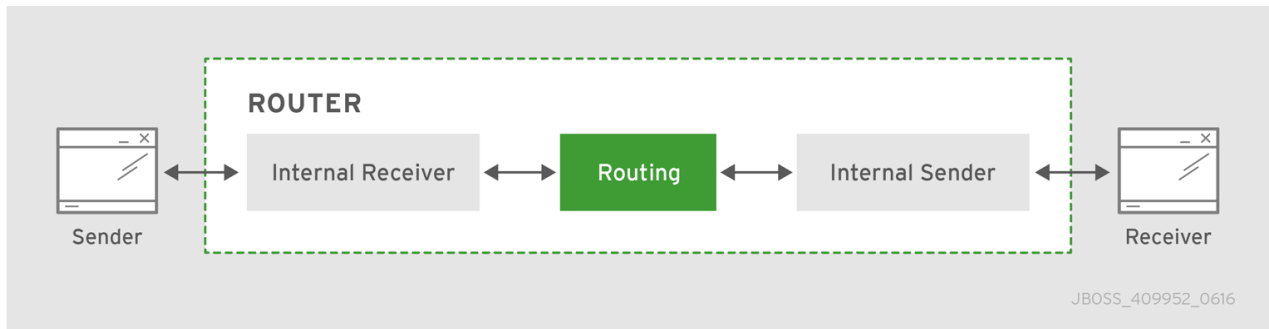 ROUTER
Internal Receiver
Routing
Internal Sender
Sender
Receiver
JBOSS_409952_0616